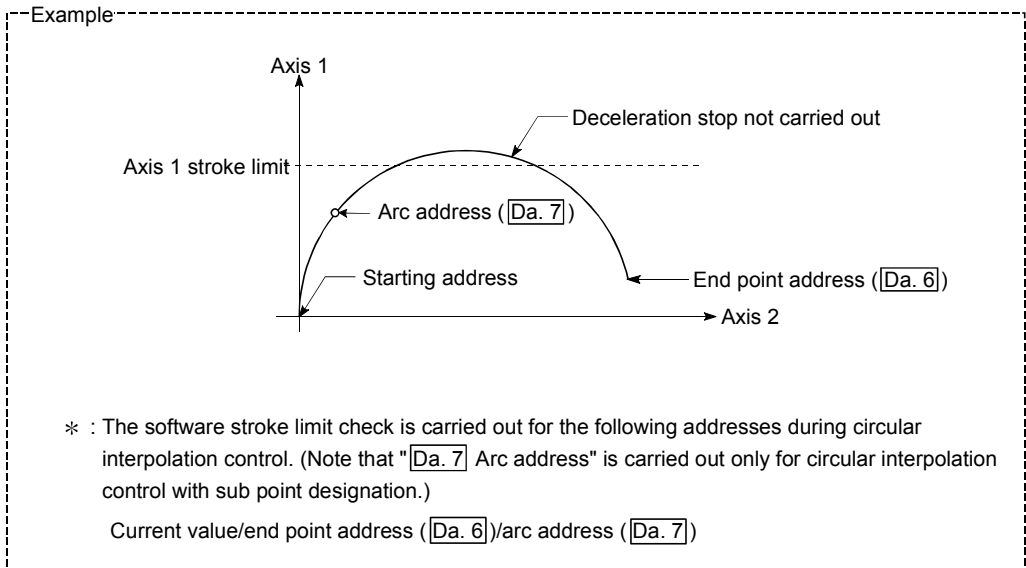 Example
Axis 1
Deceleration stop not carried out
Axis 1 stroke limit
Arc address (Da. 7)
Starting address
End point address (Da. 6)
Axis 2
* : The software stroke limit check is carried out for the following addresses during circular
interpolation control. (Note that "Da. 7 Arc address" is carried out only for circular interpolation
control with sub point designation.)
Current value/end point address (Da. 6)/arc address (Da. 7)